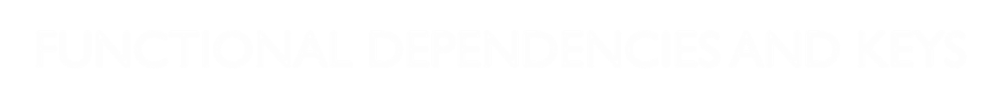 FUNCTIONAL DEPENDENCIES AND KEYS